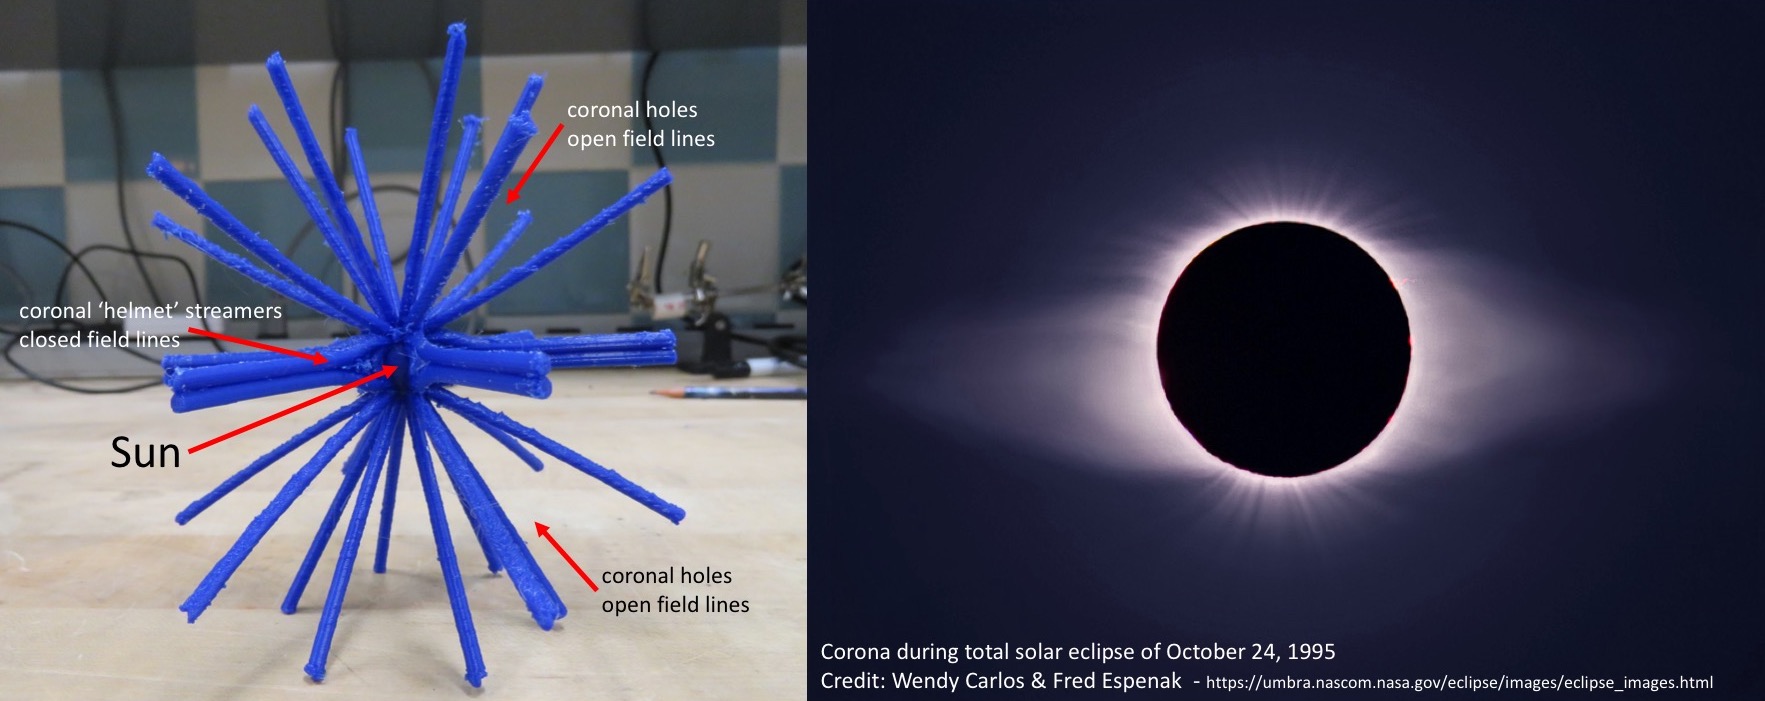 coronal holes
open field lines
coronal ‘helmet’ streamers
closed field lines
Sun
coronal holes
open field lines
Corona during total solar eclipse of October 24, 1995
Credit: Wendy Carlos & Fred Espenak - https://umbra.nascom.nasa.gov/eclipse/images/eclipse_images.html